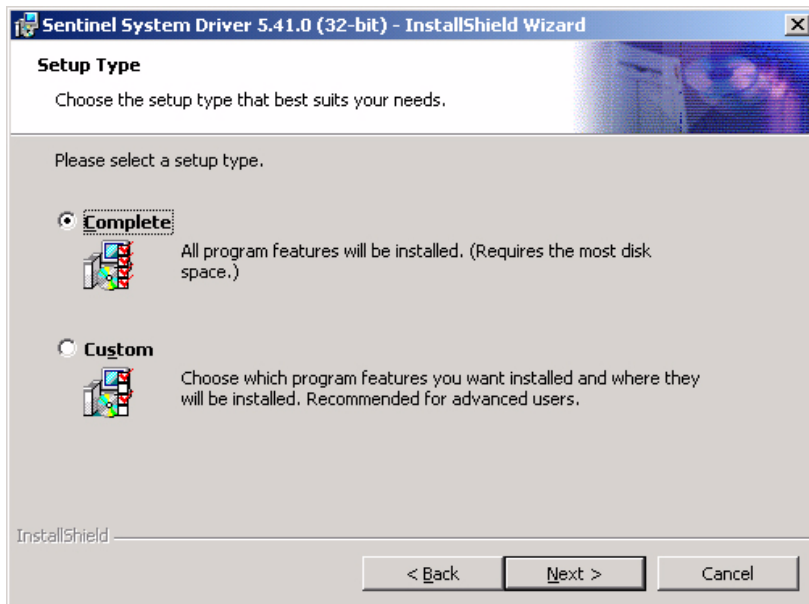 Sentinel System Driver 5.41.0 (32-bit) - InstallShield Wizard
Setup Type
Choose the setup type that best suits your needs.
Please select a setup type.
Complete
All program features will be installed. (Requires the most disk
space.)
Custom
Choose which program features you want installed and where they
will be installed. Recommended for advanced users.
InstallShield
< Back
Next >
Cancel